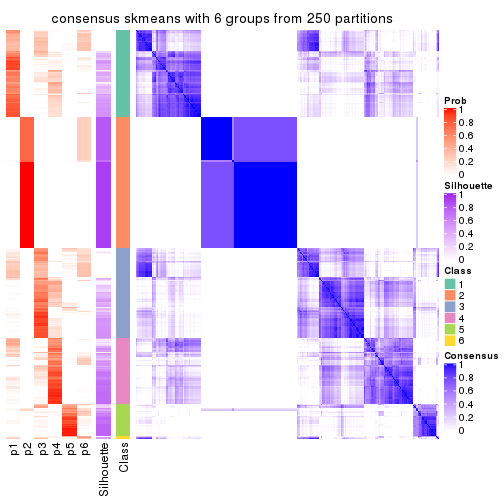 consensus skmeans with 6 groups from 250 partitions
Prob
1
0.8
0.6
0.4
0.2
0
Silhouette
1
0.8
0.6
0.4
0.2
0
Class
1
2
3
4
5
6
Consensus
1
0.8
0.6
0.4
0.2
0
p1
p2
p3
p4
p5
p6
Silhouette
Class